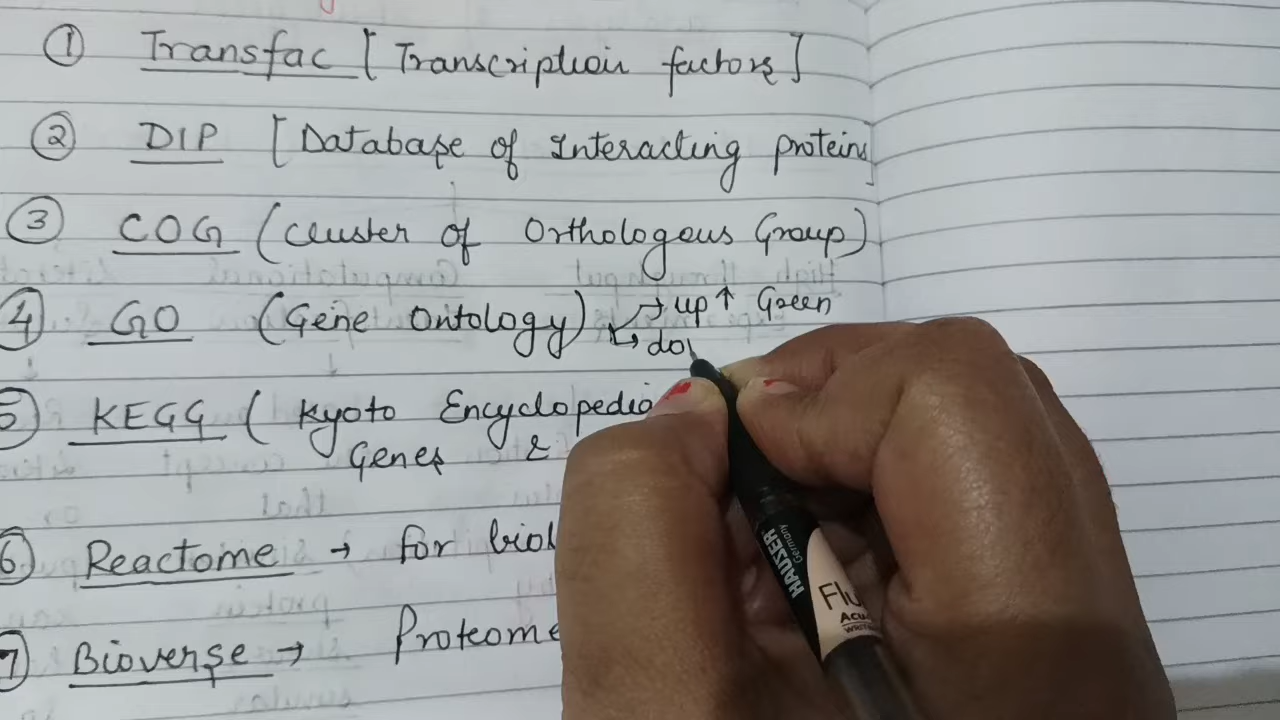 ① Transfac [Transcription factors]
② DIP [Database of Interacting proteins]
③ COG (Cluster of Orthologous Group)
④ GO (Gene Ontology) → up↑ Green
→ do
⑤ KEGG ( Kyoto Encyclopedia
Genes &
⑥ Reactome → for biol
⑦ Bioverse → Proteome
HAUSER
Germany
Flu